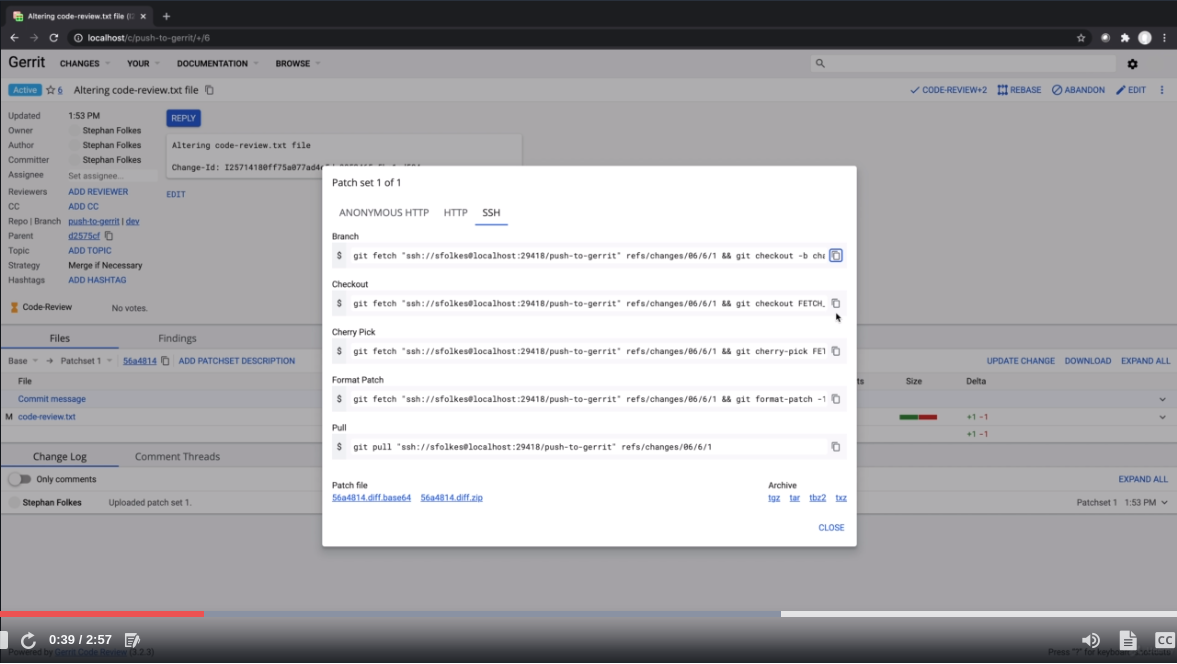 Altering code-review.txt file (
localhost/c/push-to-gerrit/+/6
Gerrit CHANGES YOUR DOCUMENTATION BROWSE
Active 6 Altering code-review.txt file CODE-REVIEW+2 REBASE ABANDON EDIT
Updated 1:53 PM REPLY
Owner Stephan Folkes
Author Stephan Folkes Altering code-review.txt file
Committer Stephan Folkes
Assignee Set assignee... Change-Id: I25714180ff75a077ad4
Reviewers ADD REVIEWER EDIT
CC ADD CC
Repo | Branch push-to-gerrit | dev
Parent d2575cf
Topic ADD TOPIC
Strategy Merge if Necessary
Hashtags ADD HASHTAG
Code-Review No votes.
Files Findings
Base → Patchset 1 56a4814 ADD PATCHSET DESCRIPTION UPDATE CHANGE DOWNLOAD EXPAND ALL
File ts Size Delta
Commit message
M code-review.txt +1 -1
+1 -1
Change Log Comment Threads
Only comments EXPAND ALL
Stephan Folkes Uploaded patch set 1. Patchset 1 1:53 PM
Patch set 1 of 1
ANONYMOUS HTTP HTTP SSH
Branch
$ git fetch "ssh://sfolkes@localhost:29418/push-to-gerrit" refs/changes/06/6/1 && git checkout -b cha
Checkout
$ git fetch "ssh://sfolkes@localhost:29418/push-to-gerrit" refs/changes/06/6/1 && git checkout FETCH_
Cherry Pick
$ git fetch "ssh://sfolkes@localhost:29418/push-to-gerrit" refs/changes/06/6/1 && git cherry-pick FET
Format Patch
$ git fetch "ssh://sfolkes@localhost:29418/push-to-gerrit" refs/changes/06/6/1 && git format-patch -1
Pull
$ git pull "ssh://sfolkes@localhost:29418/push-to-gerrit" refs/changes/06/6/1
Patch file Archive
56a4814.diff.base64 56a4814.diff.zip tgz tar tbz2 txz
CLOSE
0:39 / 2:57 CC
Powered by Gerrit Code Review (3.2.3) Press "?" for keyboard shortcuts